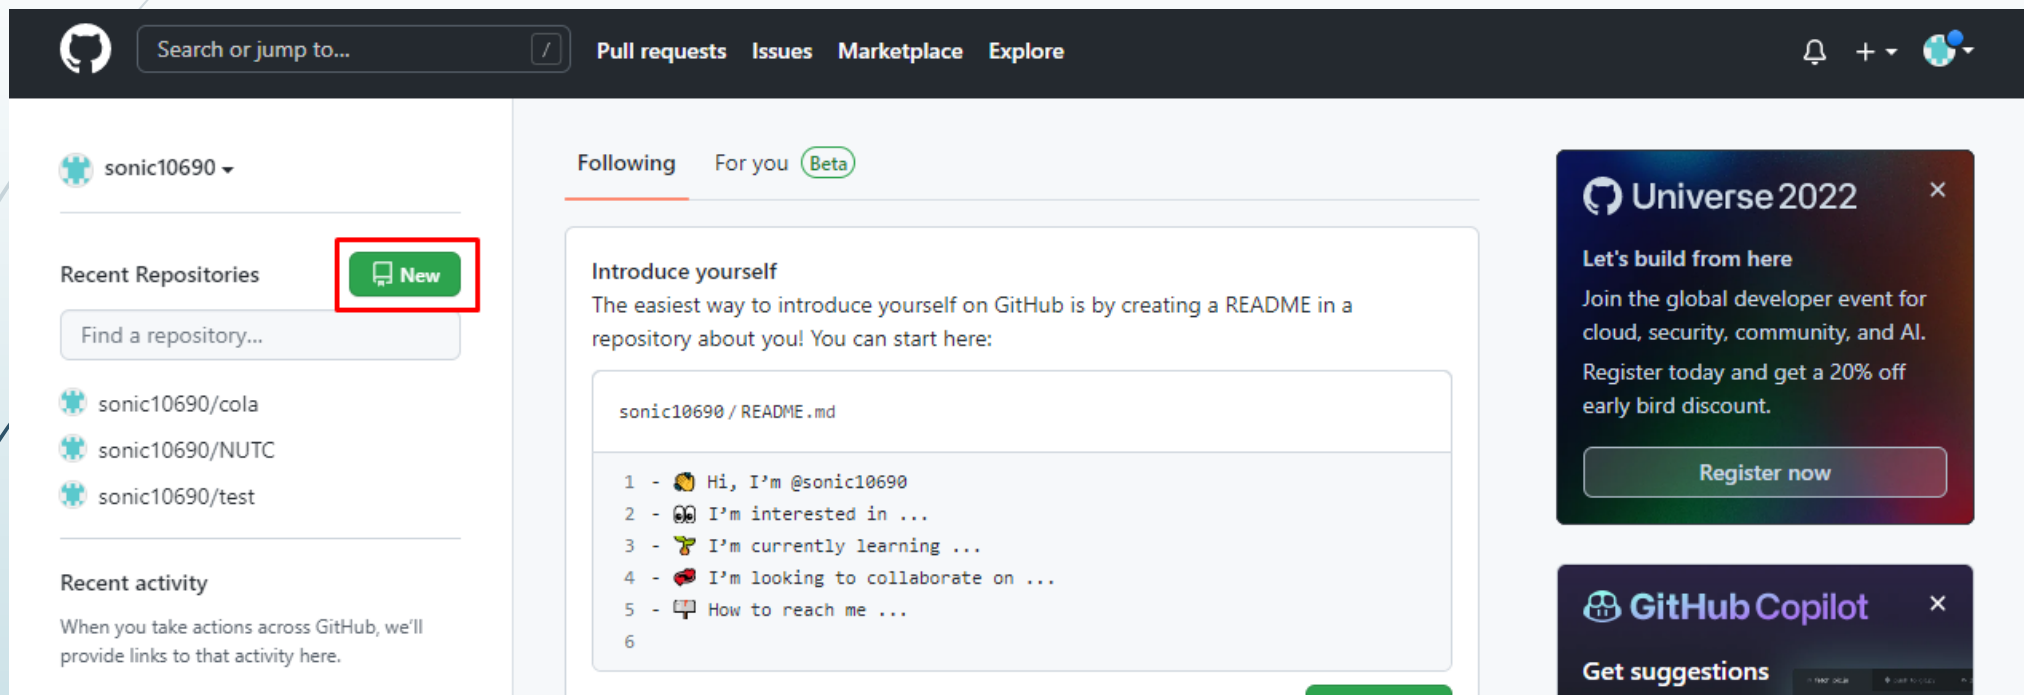 Search or jump to... /
Pull requests Issues Marketplace Explore
sonic10690
Recent Repositories
New
Find a repository...
sonic10690/cola
sonic10690/NUTC
sonic10690/test
Recent activity
When you take actions across GitHub, we'll
provide links to that activity here.
Following For you Beta
Introduce yourself
The easiest way to introduce yourself on GitHub is by creating a README in a
repository about you! You can start here:
sonic10690 / README.md
1 - 👋 Hi, I'm @sonic10690
2 - 👀 I'm interested in ...
3 - 🌱 I'm currently learning ...
4 - 💞️ I'm looking to collaborate on ...
5 - 📫 How to reach me ...
6
Universe 2022
Let's build from here
Join the global developer event for
cloud, security, community, and AI.
Register today and get a 20% off
early bird discount.
Register now
GitHub Copilot
Get suggestions